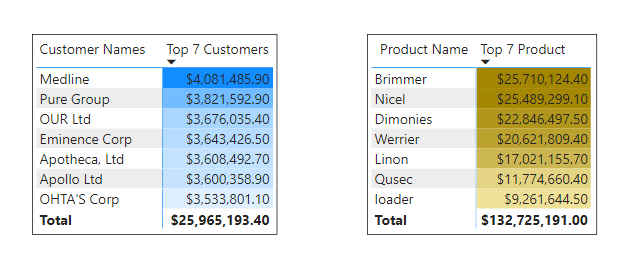 Customer Names Top 7 Customers
Medline $4,081,485.90
Pure Group $3,821,592.90
OUR Ltd $3,676,035.40
Eminence Corp $3,643,426.50
Apotheca, Ltd $3,608,492.70
Apollo Ltd $3,600,358.90
OHTA'S Corp $3,533,801.10
Total $25,965,193.40
Product Name Top 7 Product
Brimmer $25,710,124.40
Nicel $25,489,299.10
Dimonies $22,846,497.50
Werrier $20,621,809.40
Linon $17,021,155.70
Qusec $11,774,660.40
loader $9,261,644.50
Total $132,725,191.00